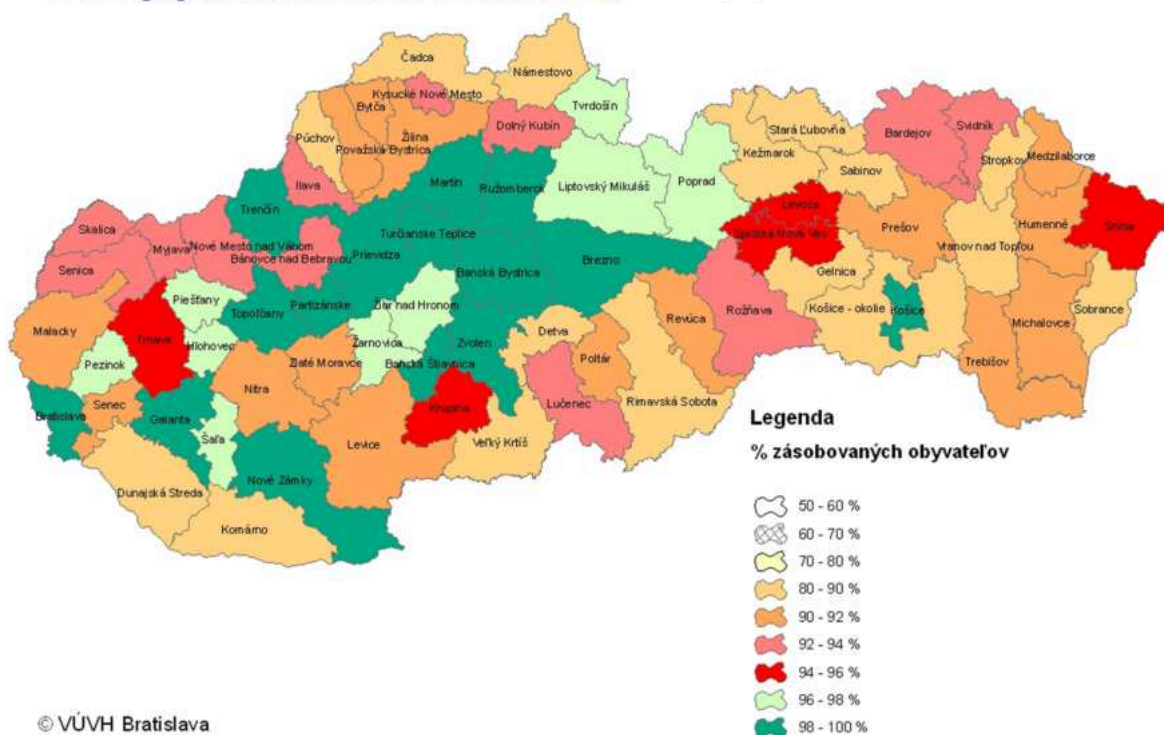 Čadca
Námestovo
Kysucké Nové Mesto
Bytča
Tvrdošín
Púchov
Žilina
Dolný Kubín
Považská Bystrica
Stará Ľubovňa
Bardejov
Svidník
Kežmarok
Stropkov
Medzilaborce
Sabinov
Ilava
Martin
Ružomberok
Liptovský Mikuláš
Poprad
Trenčín
Levoča
Snina
Skalica
Prešov
Humenné
Turčianske Teplice
Spišská Nová Ves
Nové Mesto nad Váhom
Myjava
Vranov nad Topľou
Prievidza
Bánovce nad Bebravou
Brezno
Senica
Banská Bystrica
Gelnica
Piešťany
Partizánske
Žiar nad Hronom
Rožňava
Košice - okolie
Košice
Sobrance
Topoľčany
Malacky
Revúca
Detva
Michalovce
Trnava
Hlohovec
Žarnovica
Zvolen
Poltár
Pezinok
Zlaté Moravce
Banská Štiavnica
Trebišov
Nitra
Rimavská Sobota
Lučenec
Bratislava
Senec
Krupina
Galanta
Šaľa
Levice
Veľký Krtíš
Nové Zámky
Dunajská Streda
Komárno
Legenda
% zásobovaných obyvateľov
50 - 60 %
60 - 70 %
70 - 80 %
80 - 90 %
90 - 92 %
92 - 94 %
94 - 96 %
96 - 98 %
98 - 100 %
© VÚVH Bratislava